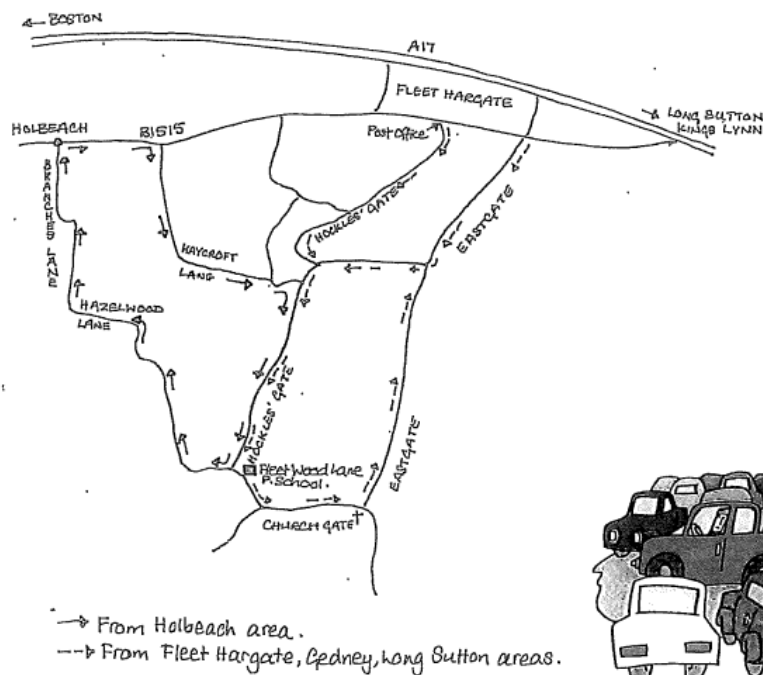 BOSTON
A17
FLEET HARGATE
LONG SUTTON
KINGS LYNN
HOLBEACH
B1515
Post Office
BRANCHES LANE
HOCKLES' GATE
EASTGATE
HAYCROFT
LANE
HAZELWOOD
LANE
HOCKLES' GATE
EASTGATE
Fleet Wood Lane
P. School.
CHURCH GATE
From Holbeach area.
From Fleet Hargate, Gedney, Long Sutton areas.